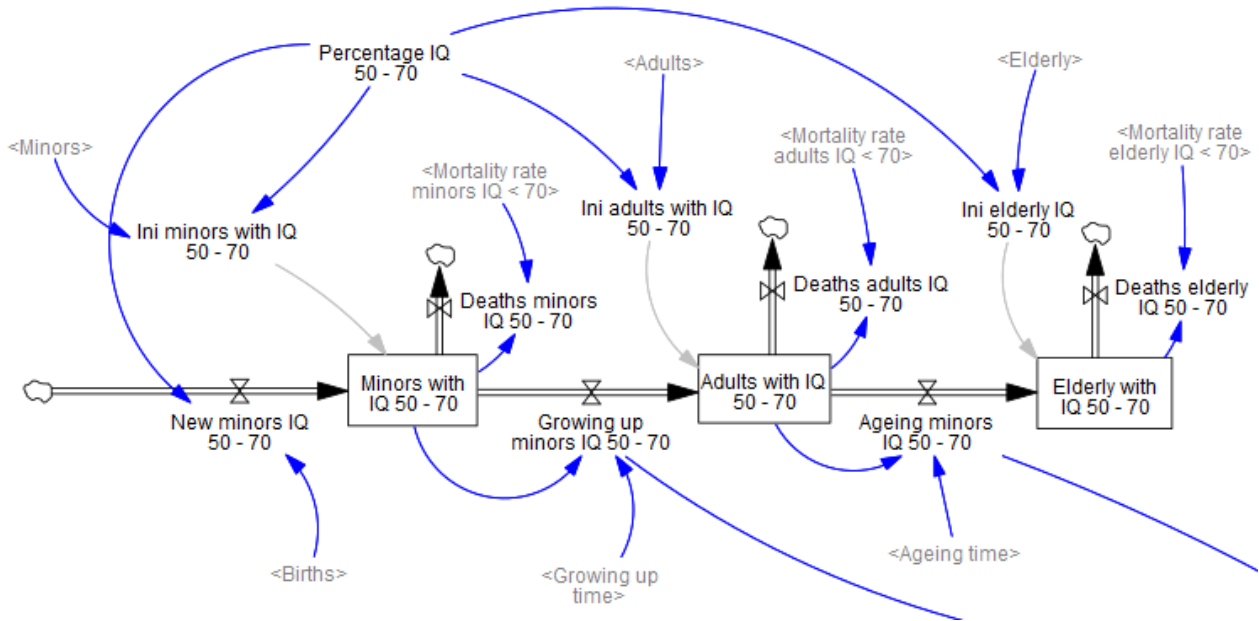 Percentage IQ
50 - 70
<Adults>
<Elderly>
<Minors>
<Mortality rate
minors IQ < 70>
<Mortality rate
adults IQ < 70>
<Mortality rate
elderly IQ < 70>
Ini minors with IQ
50 - 70
Ini adults with IQ
50 - 70
Ini elderly IQ
50 - 70
Deaths minors
IQ 50 - 70
Deaths adults IQ
50 - 70
Deaths elderly
IQ 50 - 70
Minors with
IQ 50 - 70
Adults with IQ
50 - 70
Elderly with
IQ 50 - 70
New minors IQ
50 - 70
Growing up
minors IQ 50 - 70
Ageing minors
IQ 50 - 70
<Births>
<Growing up
time>
<Ageing time>